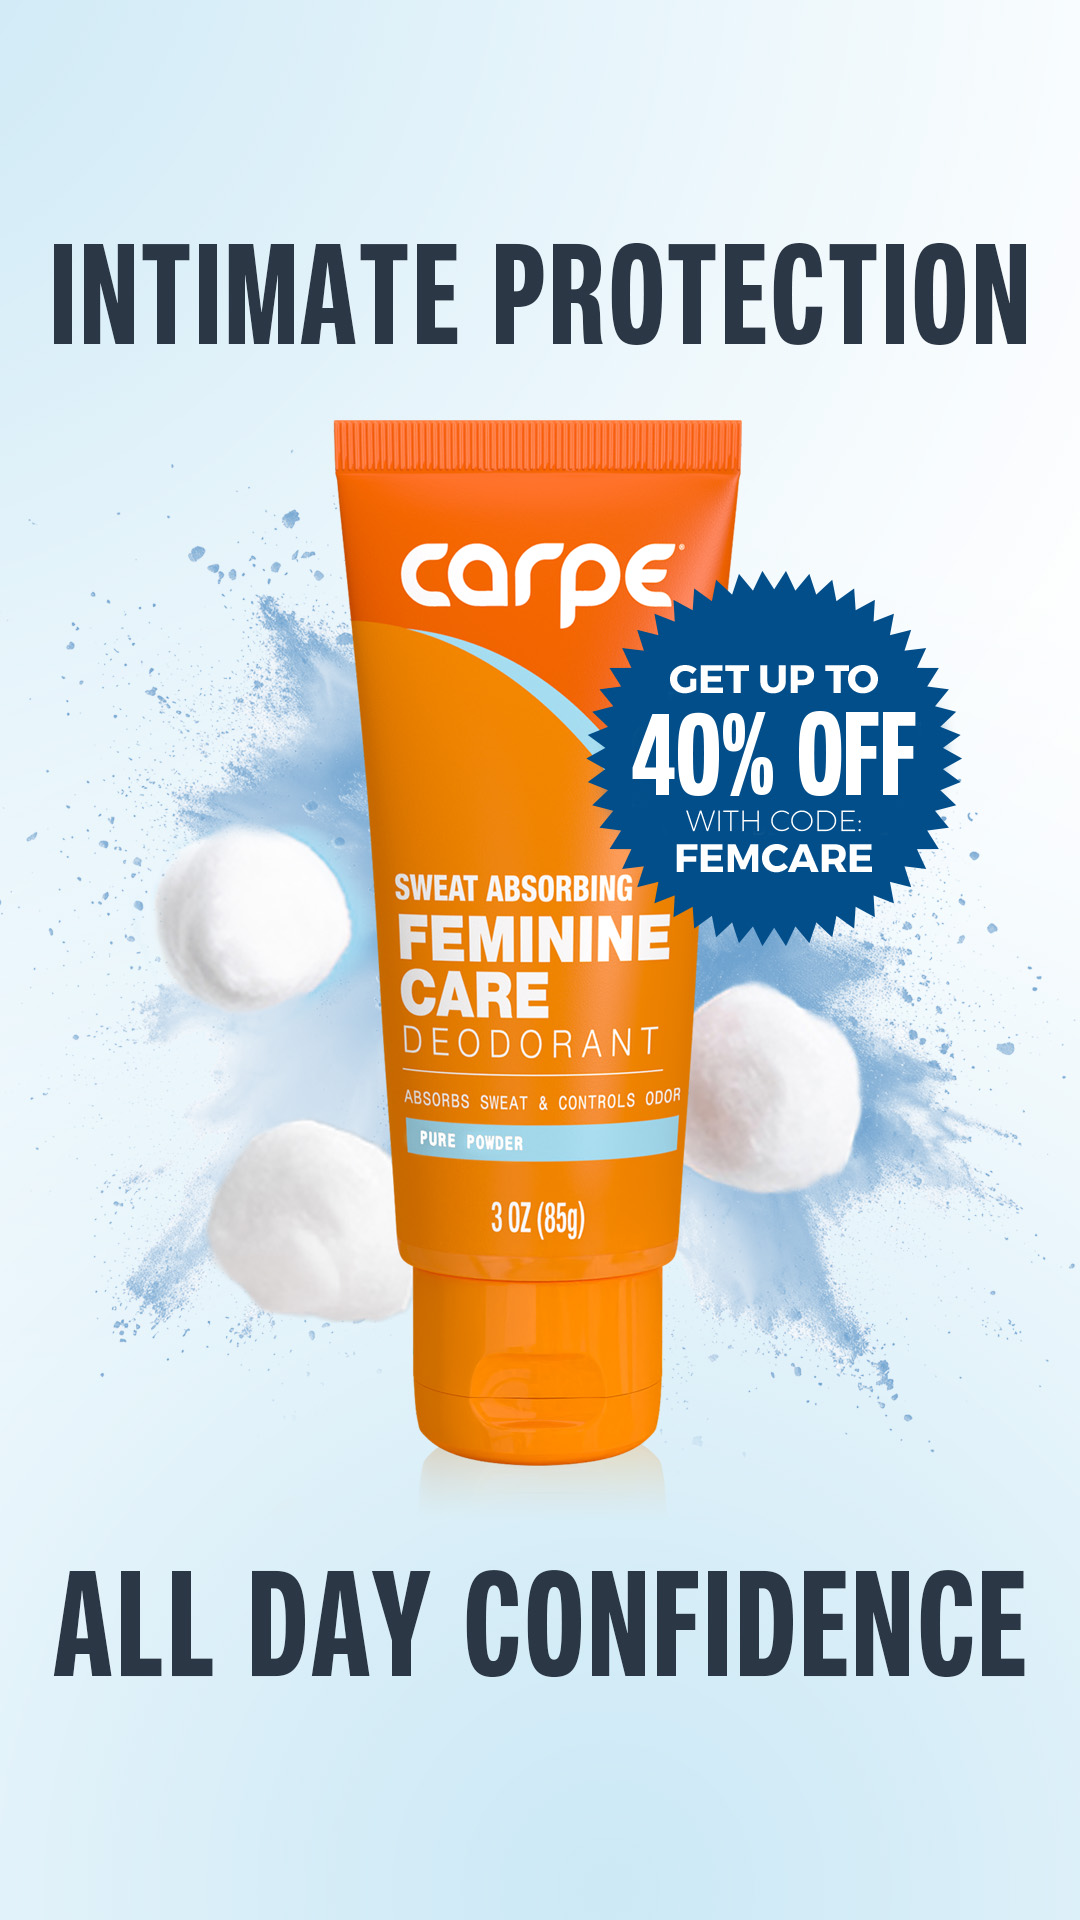 INTIMATE PROTECTION
carpe®
GET UP TO
40% OFF
WITH CODE:
FEMCARE
SWEAT ABSORBING
FEMININE
CARE
DEODORANT
ABSORBS SWEAT & CONTROLS ODOR
PURE POWDER
3 OZ (85g)
ALL DAY CONFIDENCE